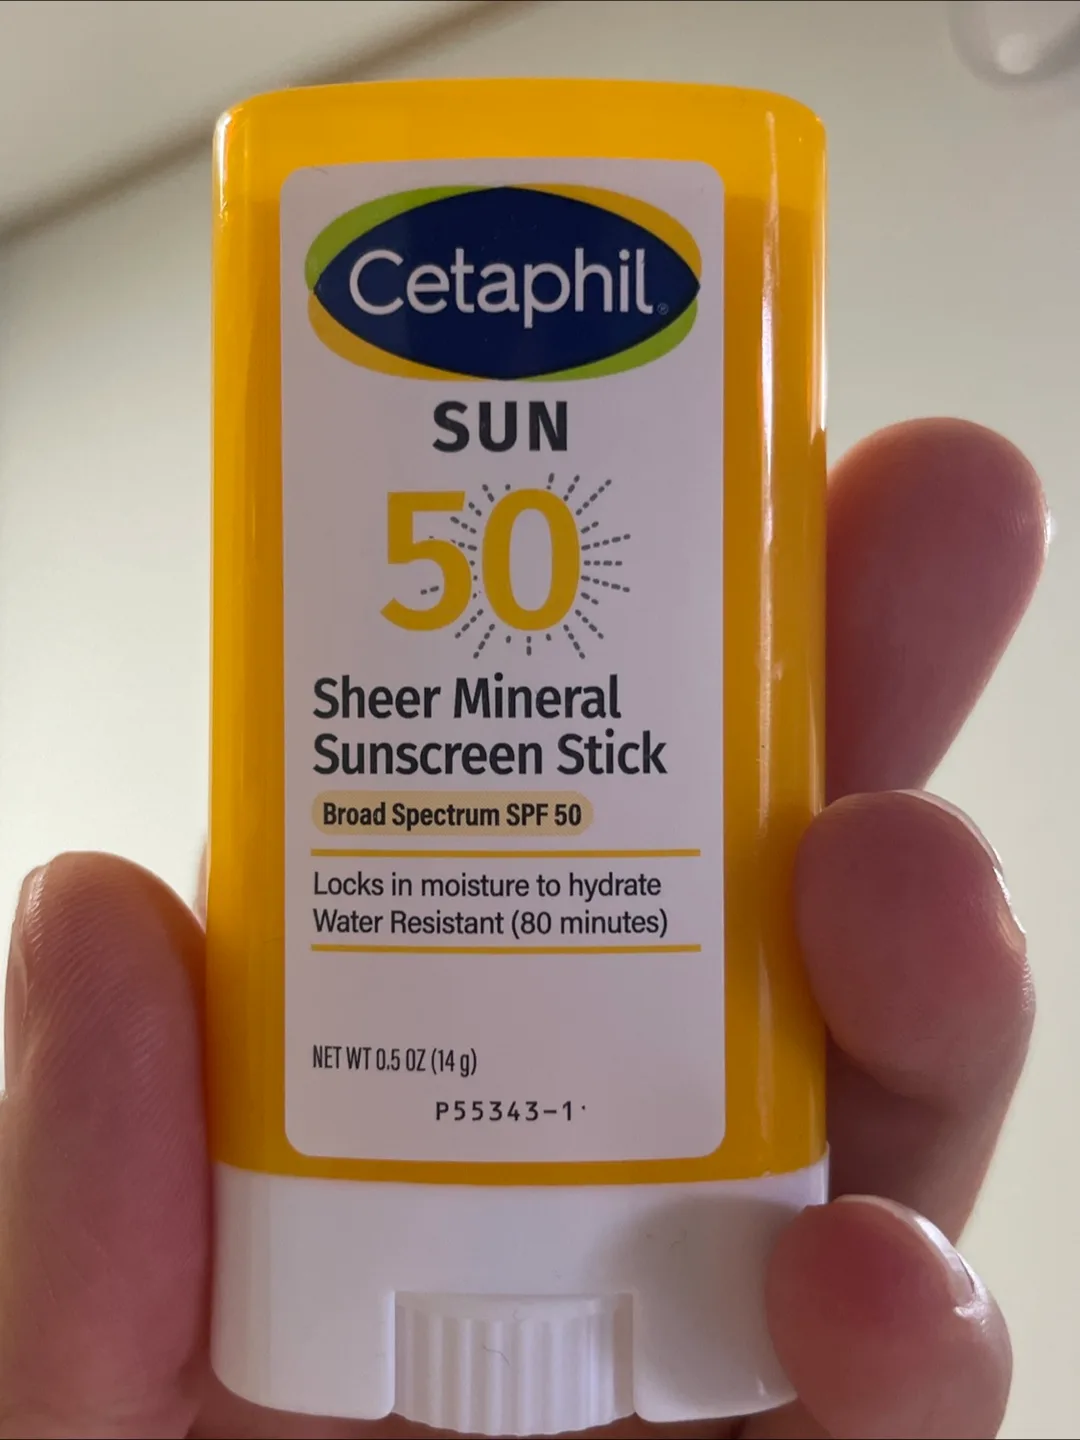 Cetaphil®
SUN
50
Sheer Mineral
Sunscreen Stick
Broad Spectrum SPF 50
Locks in moisture to hydrate
Water Resistant (80 minutes)
NET WT 0.5 OZ (14 g)
P55343-1